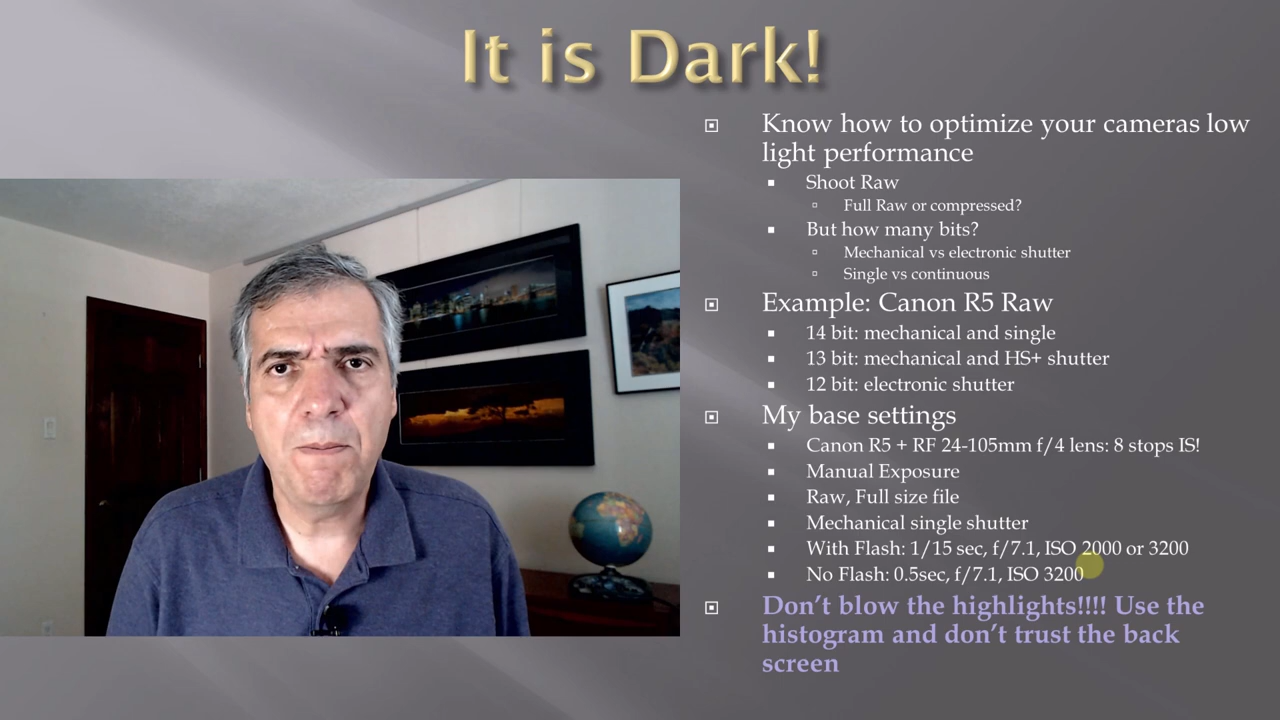 It is Dark!
Know how to optimize your cameras low
light performance
Shoot Raw
Full Raw or compressed?
But how many bits?
Mechanical vs electronic shutter
Single vs continuous
Example: Canon R5 Raw
14 bit: mechanical and single
13 bit: mechanical and HS+ shutter
12 bit: electronic shutter
My base settings
Canon R5 + RF 24-105mm f/4 lens: 8 stops IS!
Manual Exposure
Raw, Full size file
Mechanical single shutter
With Flash: 1/15 sec, f/7.1, ISO 2000 or 3200
No Flash: 0.5sec, f/7.1, ISO 3200
Don't blow the highlights!!!! Use the
histogram and don't trust the back
screen